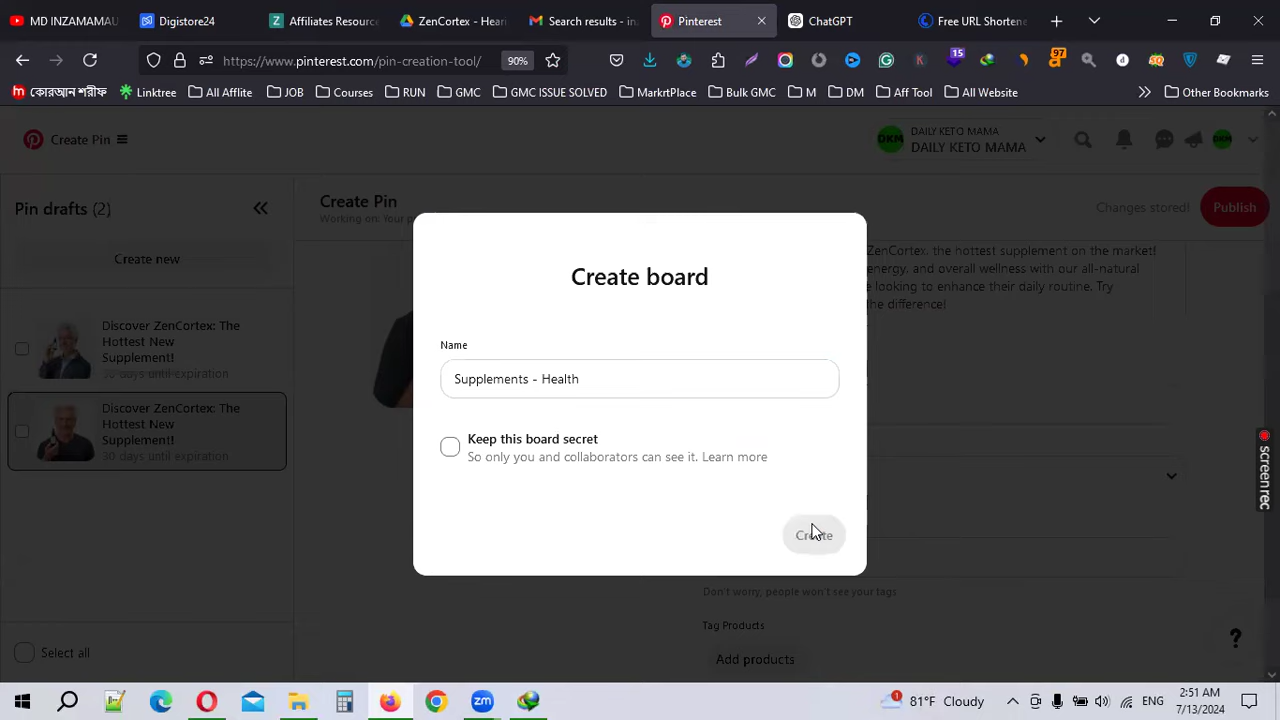 MD INZAMAMU
Digistore24
Affiliates Resource
ZenCortex - Hear
Search results - in
Pinterest
ChatGPT
Free URL Shortene
https://www.pinterest.com/pin-creation-tool/
90%
15
97
কোরআন শরীফ
Linktree
All Afflite
JOB
Courses
RUN
GMC
GMC ISSUE SOLVED
MarkrtPlace
Bulk GMC
M
DM
Aff Tool
All Website
Other Bookmarks
Create Pin
DKM
DAILY KETO MAMA
DAILY KETO MAMA
DKM
Pin drafts (2)
Create Pin
Working on: Your p
Changes stored!
Publish
Create new
ZenCortex, the hottest supplement on the market!
energy, and overall wellness with our all-natural
looking to enhance their daily routine. Try
the difference!
Discover ZenCortex: The
Hottest New
Supplement!
30 days until expiration
Discover ZenCortex: The
Hottest New
Supplement!
30 days until expiration
Create board
Name
Supplements - Health
Keep this board secret
So only you and collaborators can see it. Learn more
Create
Don't worry, people won't see your tags
Tag Products
Add products
Select all
?
screen rec
1
81°F Cloudy
ENG
2:51 AM
7/13/2024